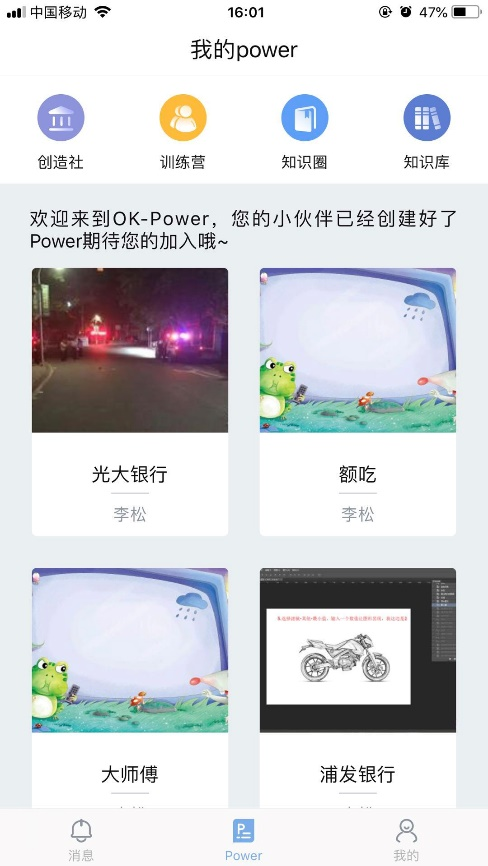 中国移动 16:01 47%
我的power
创造社 训练营 知识圈 知识库
欢迎来到OK-Power，您的小伙伴已经创建好了
Power期待您的加入哦~
光大银行 额吃
李松 李松
大师傅 浦发银行
消息 Power 我的